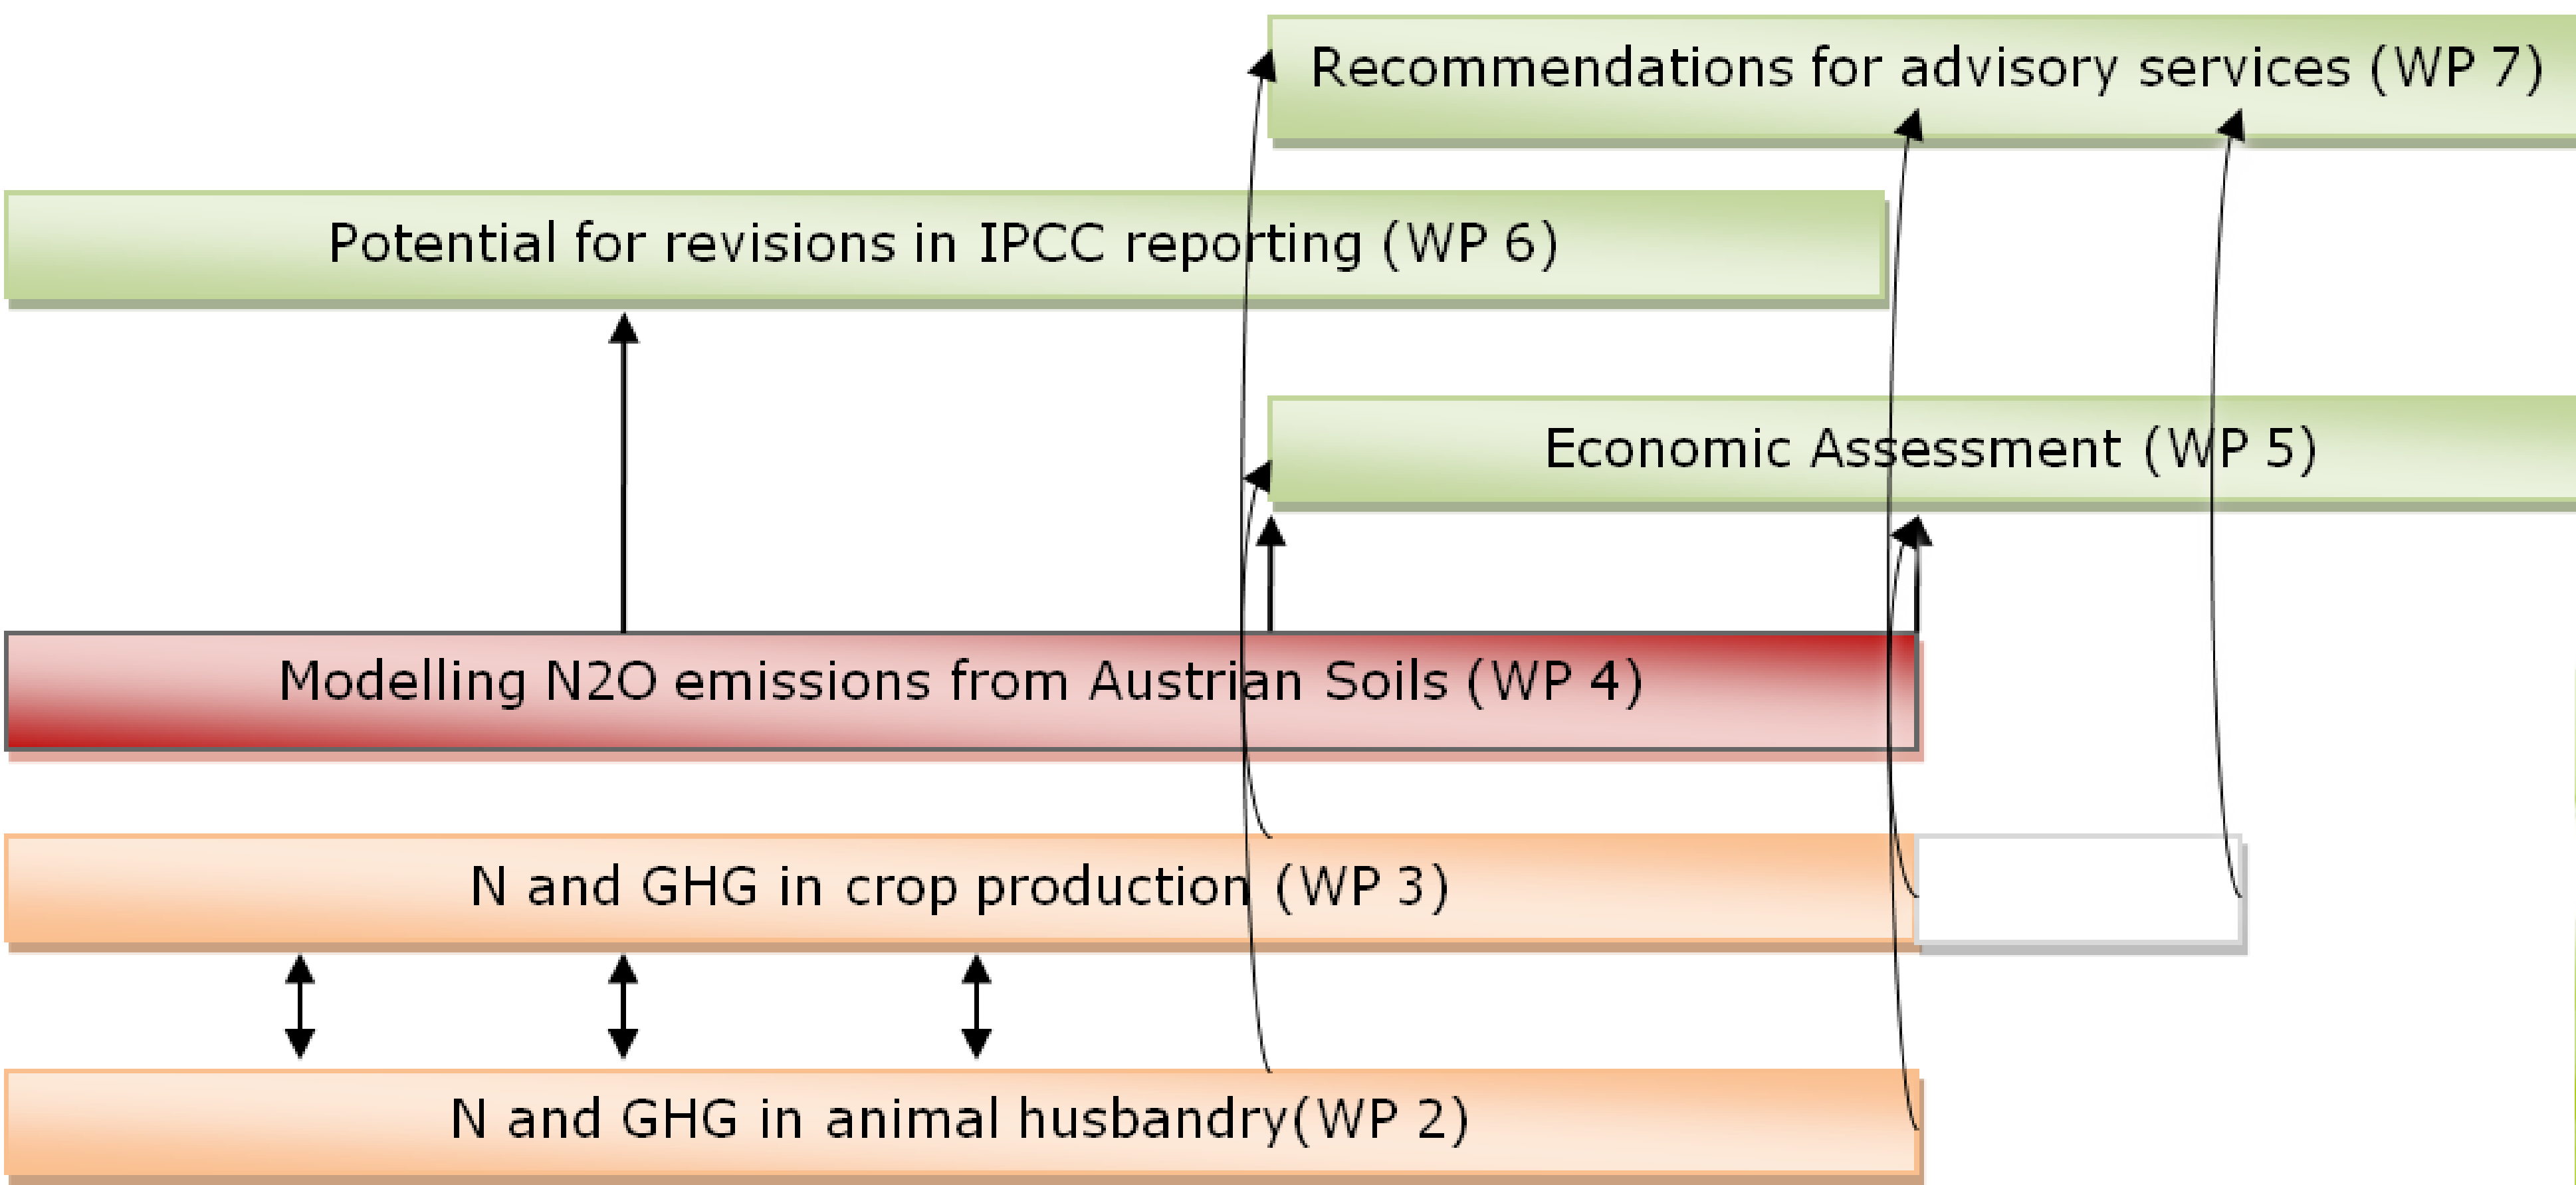 Recommendations for advisory services (WP 7)
Potential for revisions in IPCC reporting (WP 6)
Economic Assessment (WP 5)
Modelling N2O emissions from Austrian Soils (WP 4)
N and GHG in crop production (WP 3)
N and GHG in animal husbandry(WP 2)